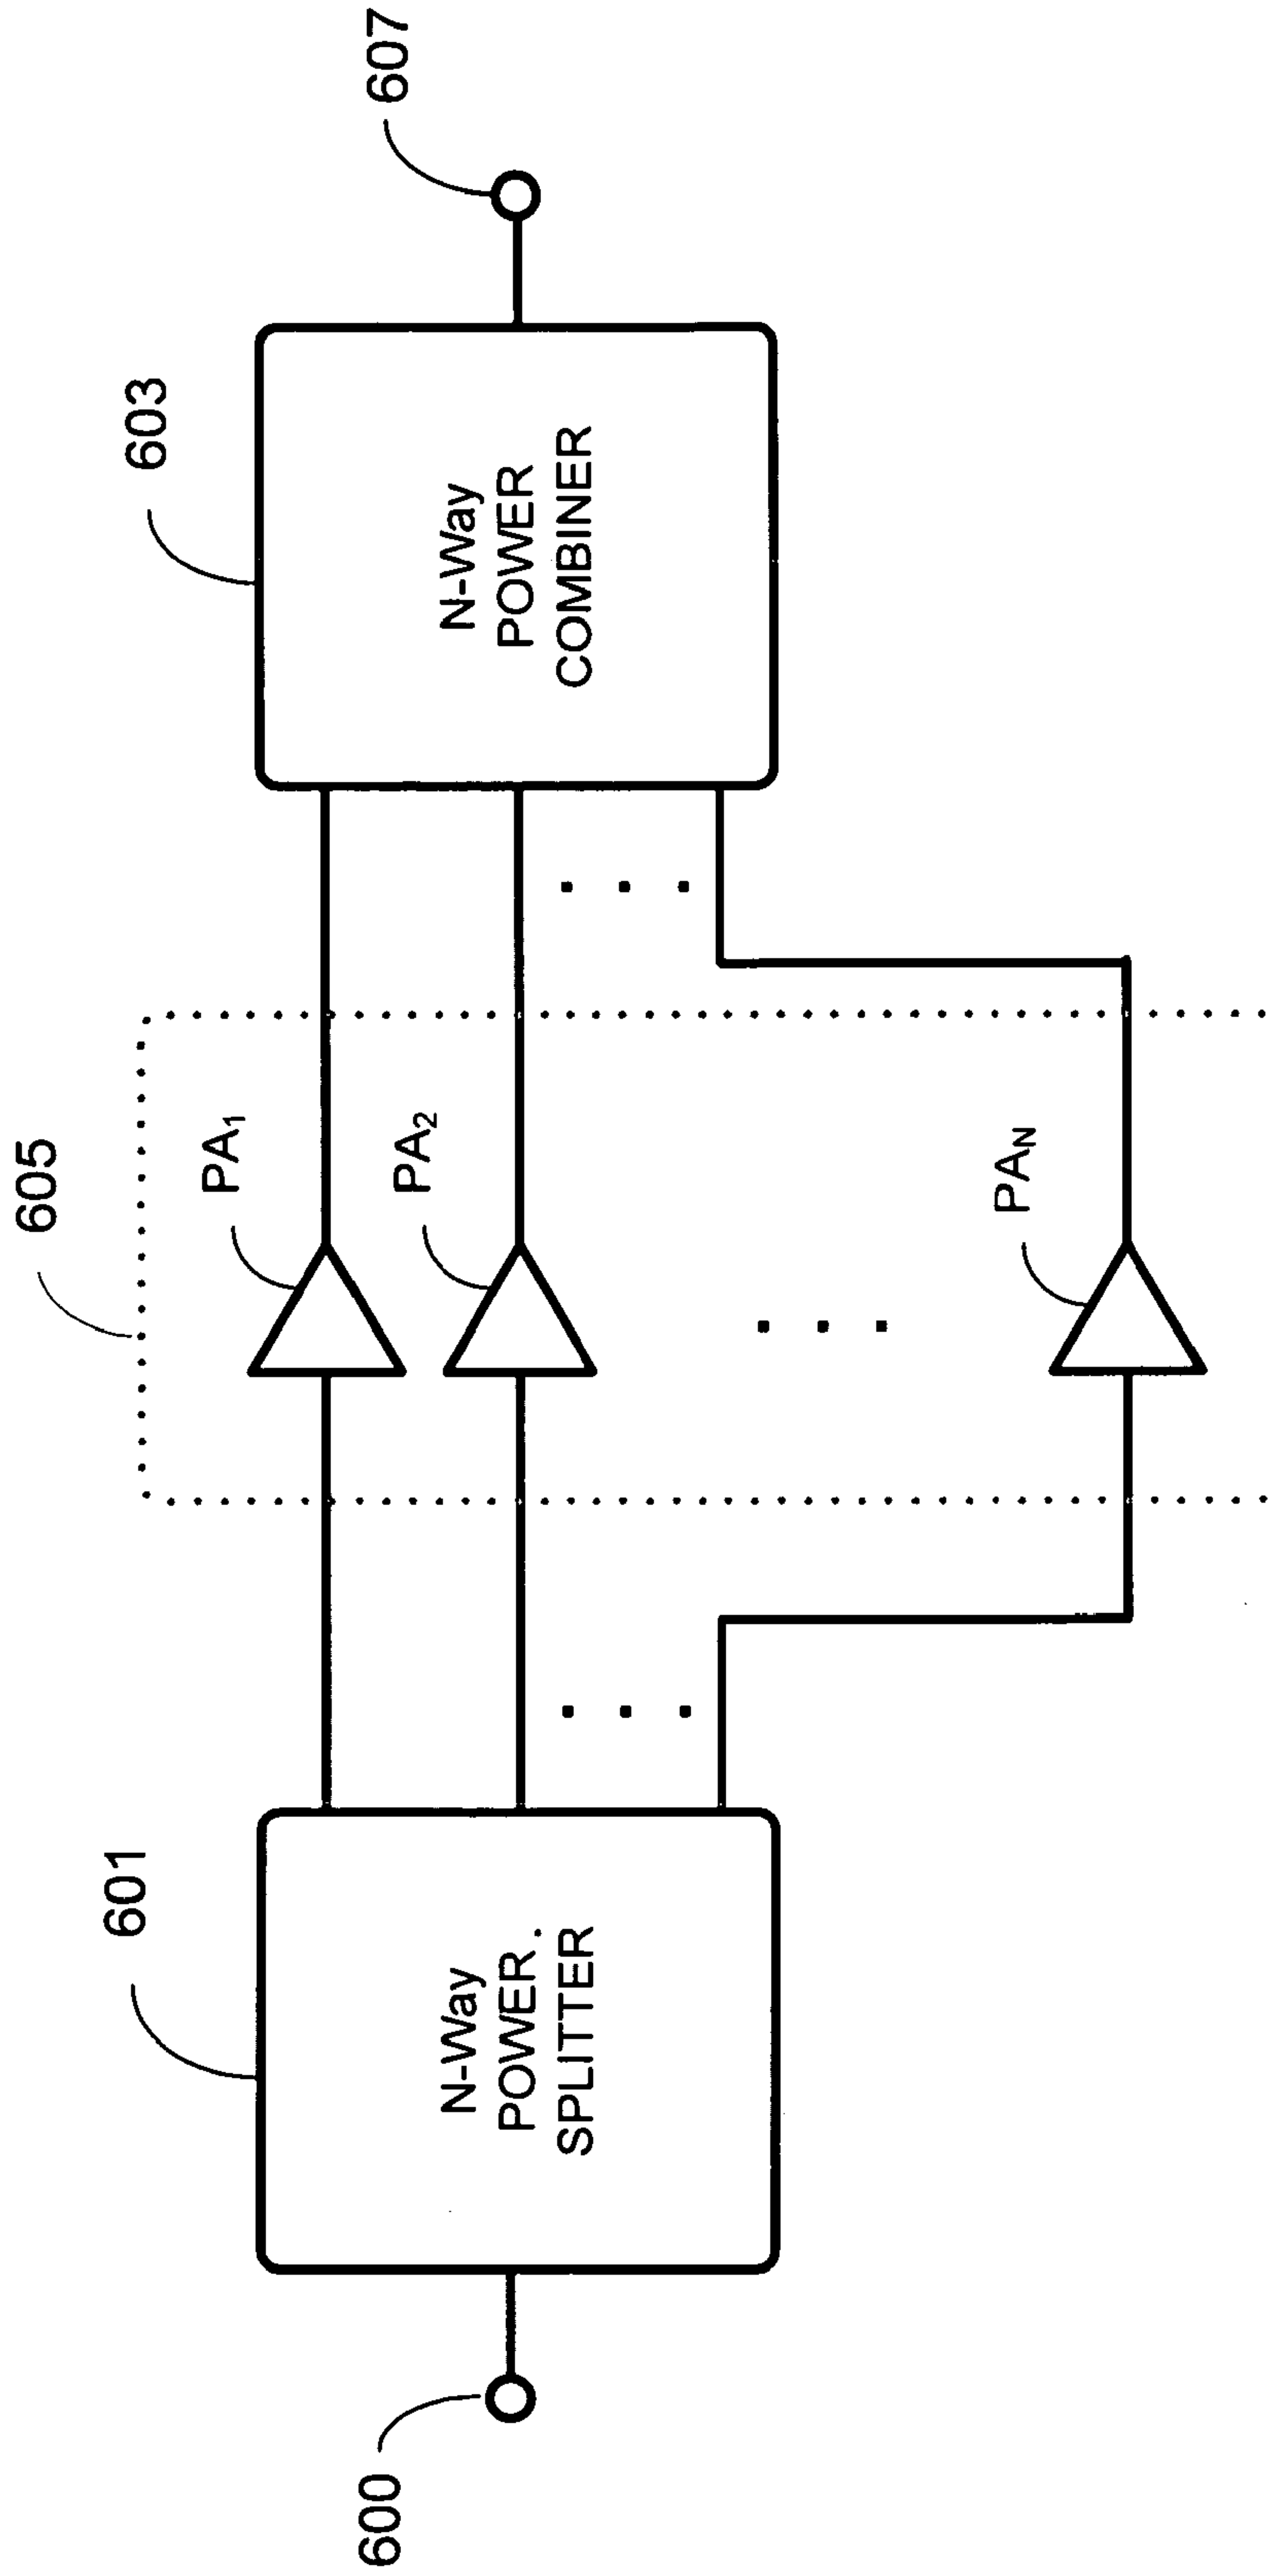 605
601
603
PA₁
PA₂
PAₙ
N-Way
POWER
SPLITTER
N-Way
POWER
COMBINER
600
607